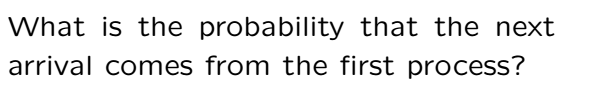 What is the probability that the next
arrival comes from the first process?